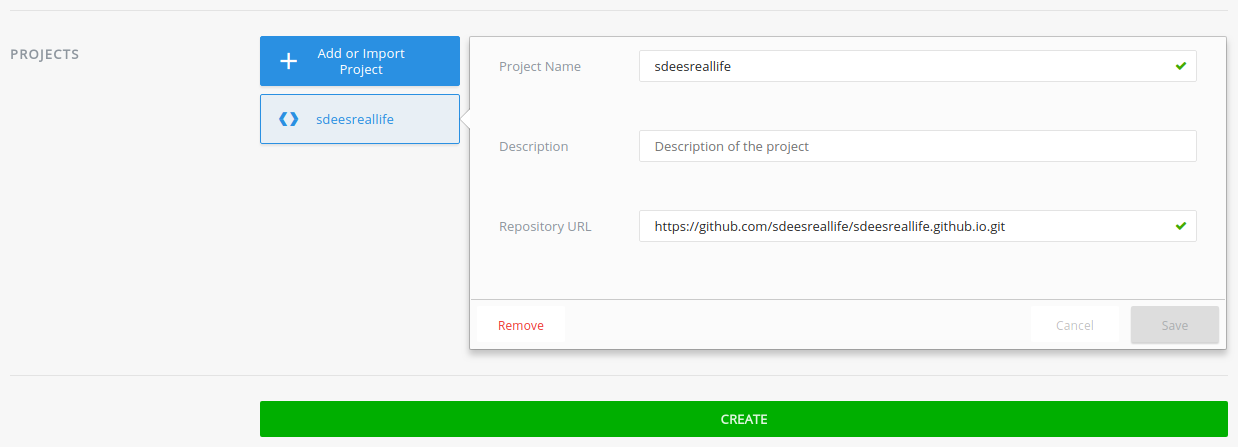 PROJECTS
Add or Import
Project
sdeesreallife
Project Name
sdeesreallife
Description
Description of the project
Repository URL
https://github.com/sdeesreallife/sdeesreallife.github.io.git
Remove
Cancel
Save
CREATE